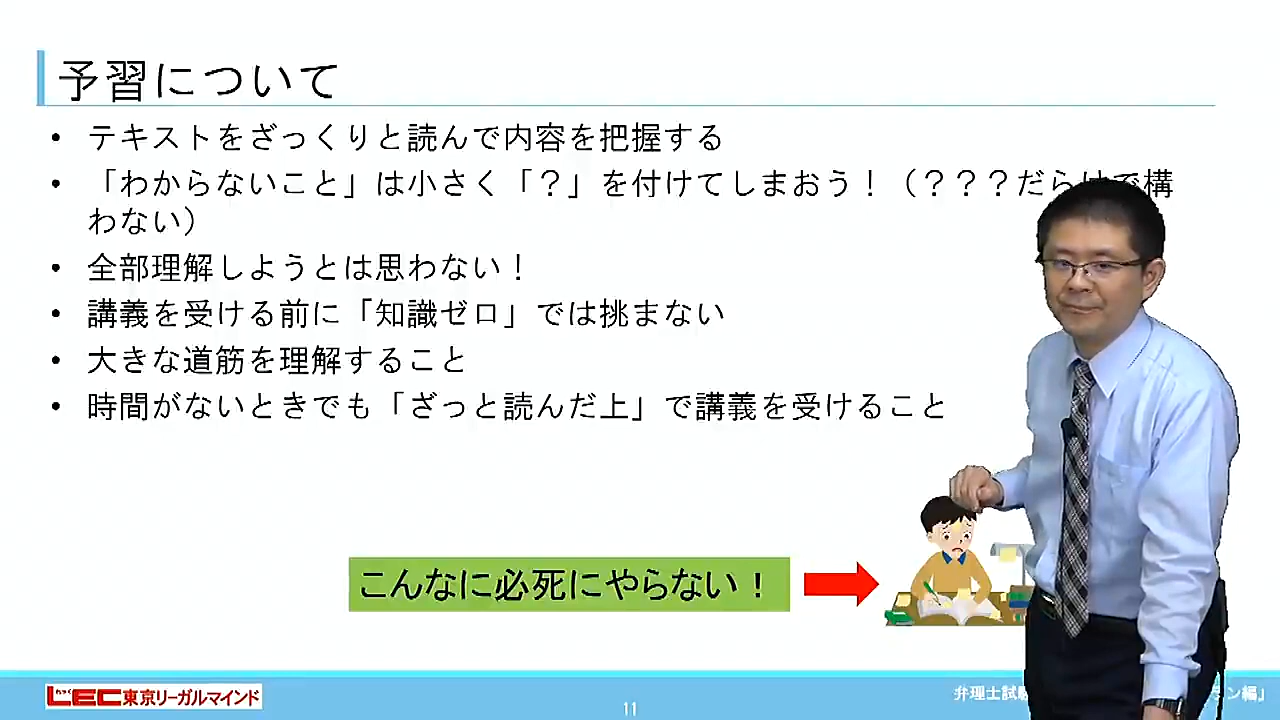 予習について
• テキストをざっくりと読んで内容を把握する
• 「わからないこと」は小さく「？」を付けてしまおう！（？？？だらけで構
わない）
• 全部理解しようとは思わない！
• 講義を受ける前に「知識ゼロ」では挑まない
• 大きな道筋を理解すること
• 時間がないときでも「ざっと読んだ上」で講義を受けること
こんなに必死にやらない！
LEC東京リーガルマインド
11
弁理士試
ン編」